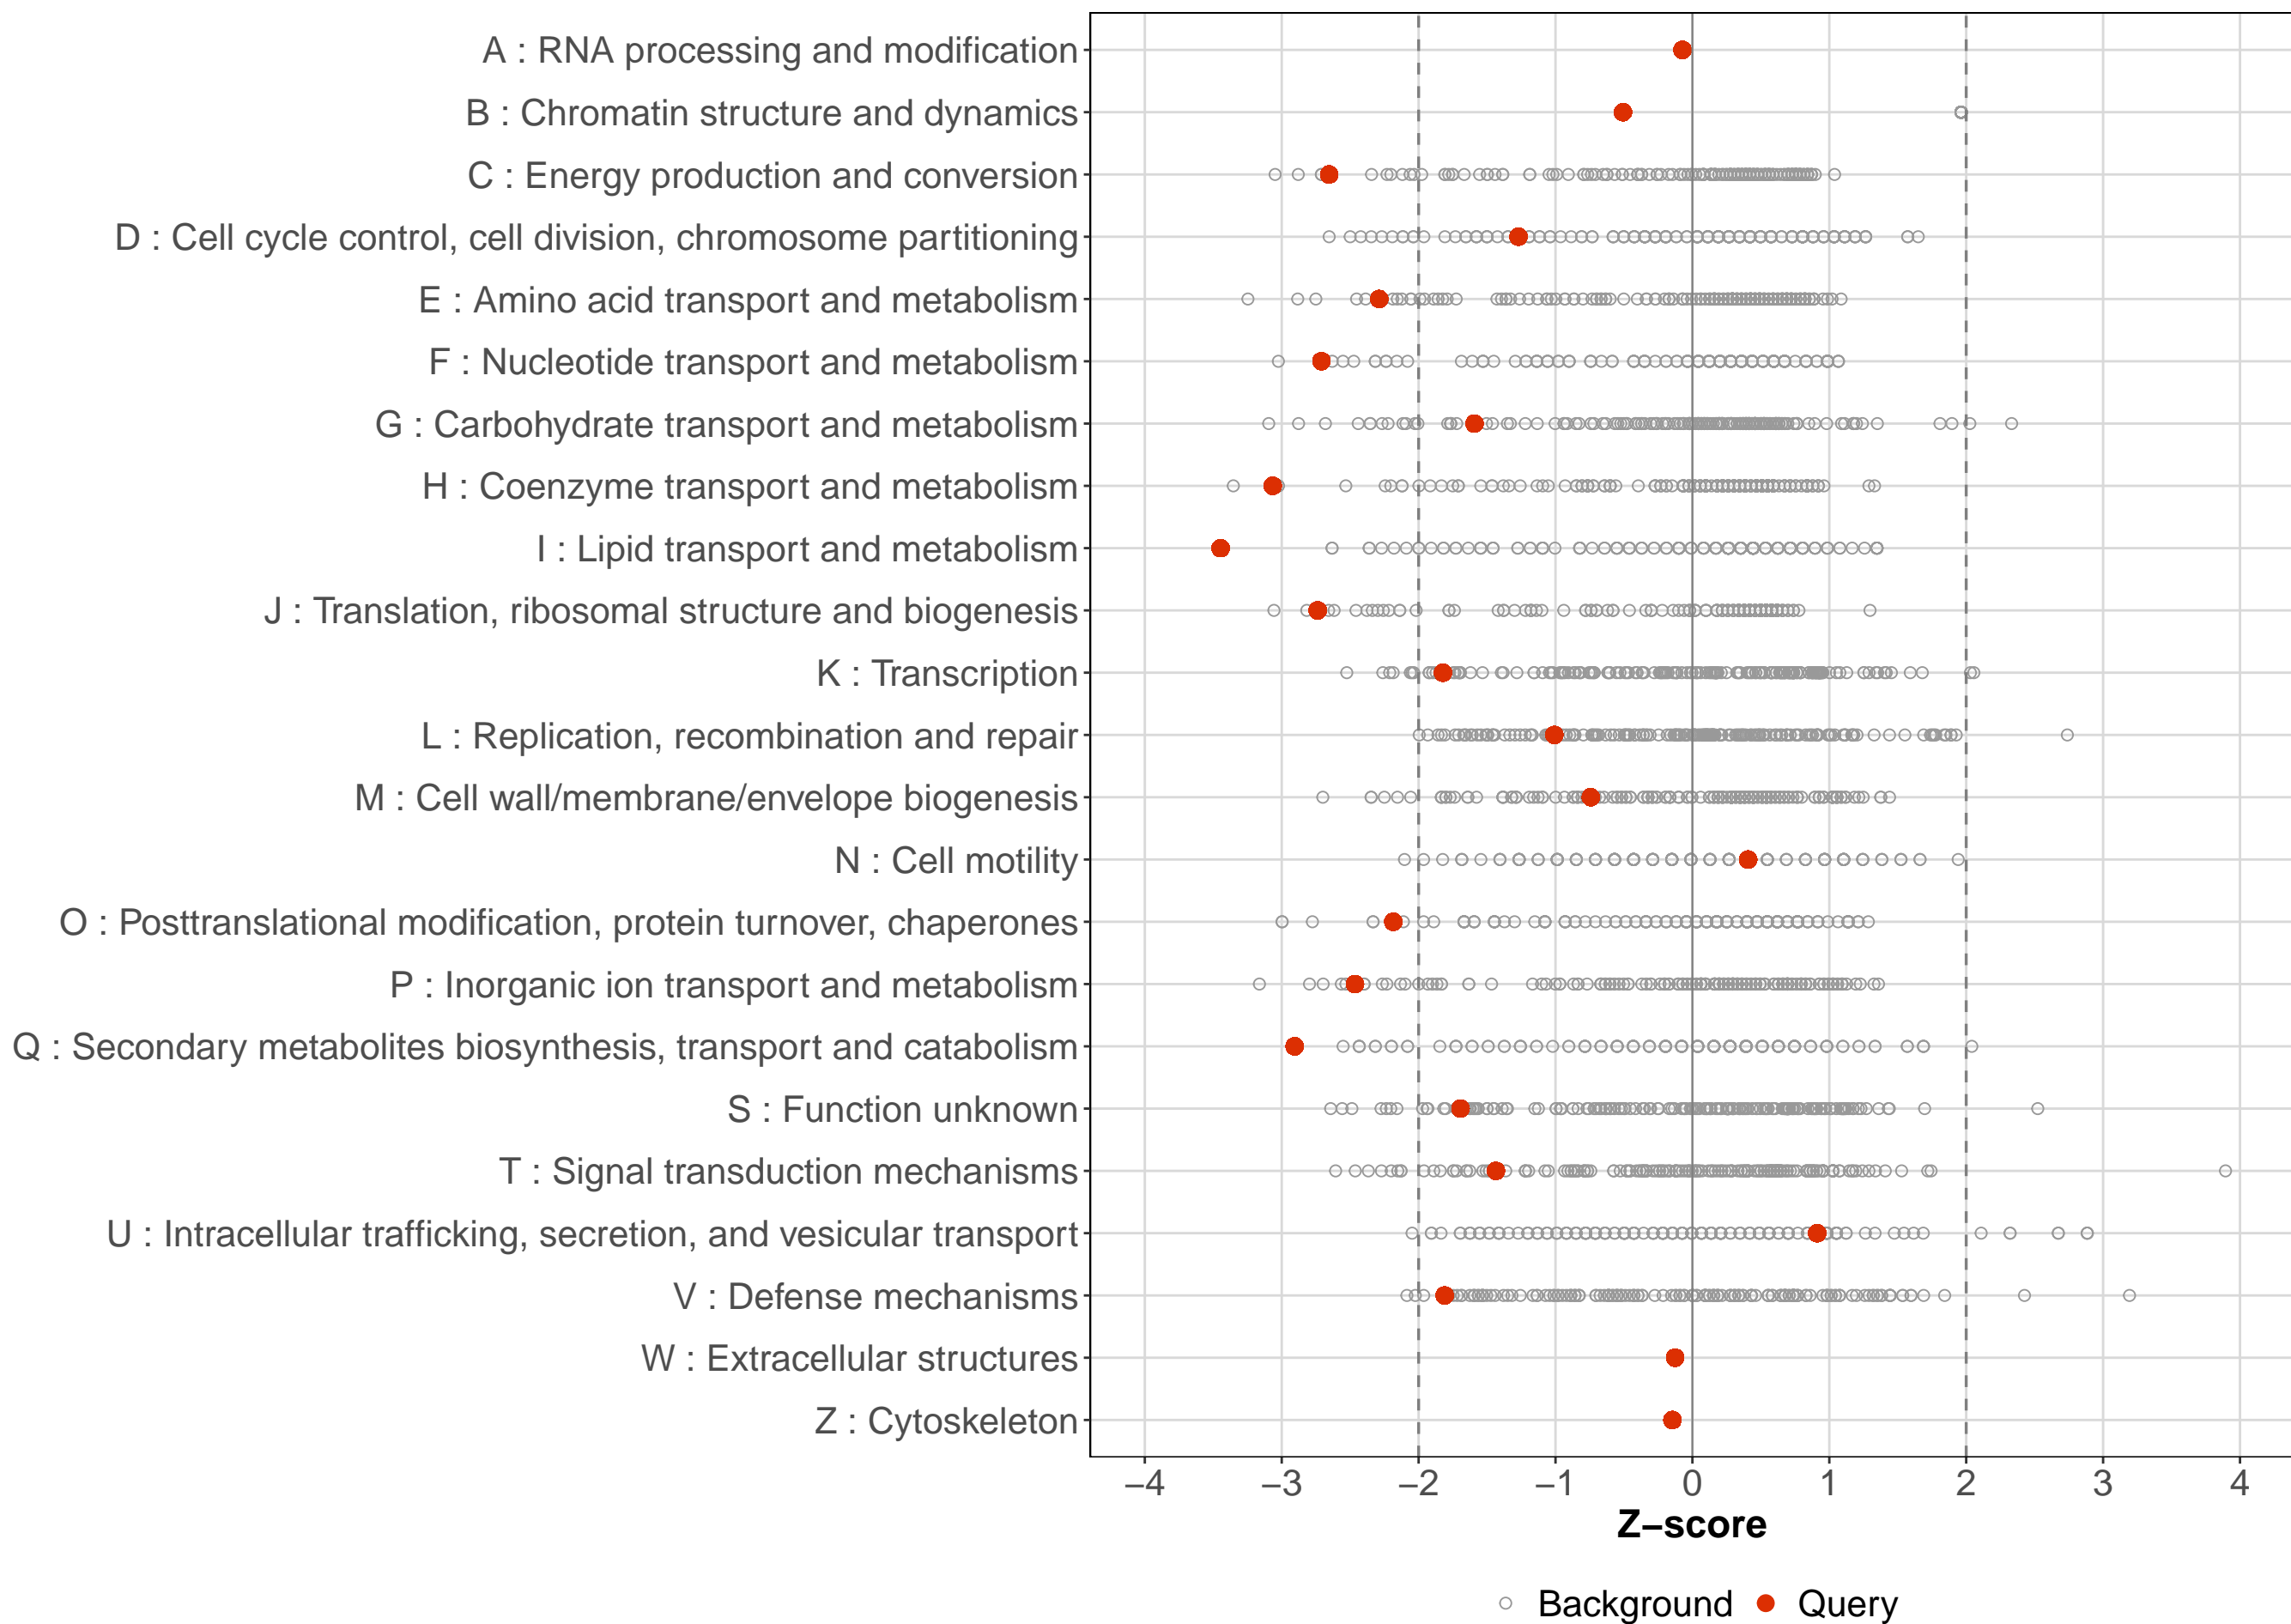 A : RNA processing and modification
B : Chromatin structure and dynamics
C : Energy production and conversion
D : Cell cycle control, cell division, chromosome partitioning
E : Amino acid transport and metabolism
F : Nucleotide transport and metabolism
G : Carbohydrate transport and metabolism
H : Coenzyme transport and metabolism
I : Lipid transport and metabolism
J : Translation, ribosomal structure and biogenesis
K : Transcription
L : Replication, recombination and repair
M : Cell wall/membrane/envelope biogenesis
N : Cell motility
O : Posttranslational modification, protein turnover, chaperones
P : Inorganic ion transport and metabolism
Q : Secondary metabolites biosynthesis, transport and catabolism
S : Function unknown
T : Signal transduction mechanisms
U : Intracellular trafficking, secretion, and vesicular transport
V : Defense mechanisms
W : Extracellular structures
Z : Cytoskeleton
−4 −3 −2 −1 0 1 2 3 4
Z−score
Background Query